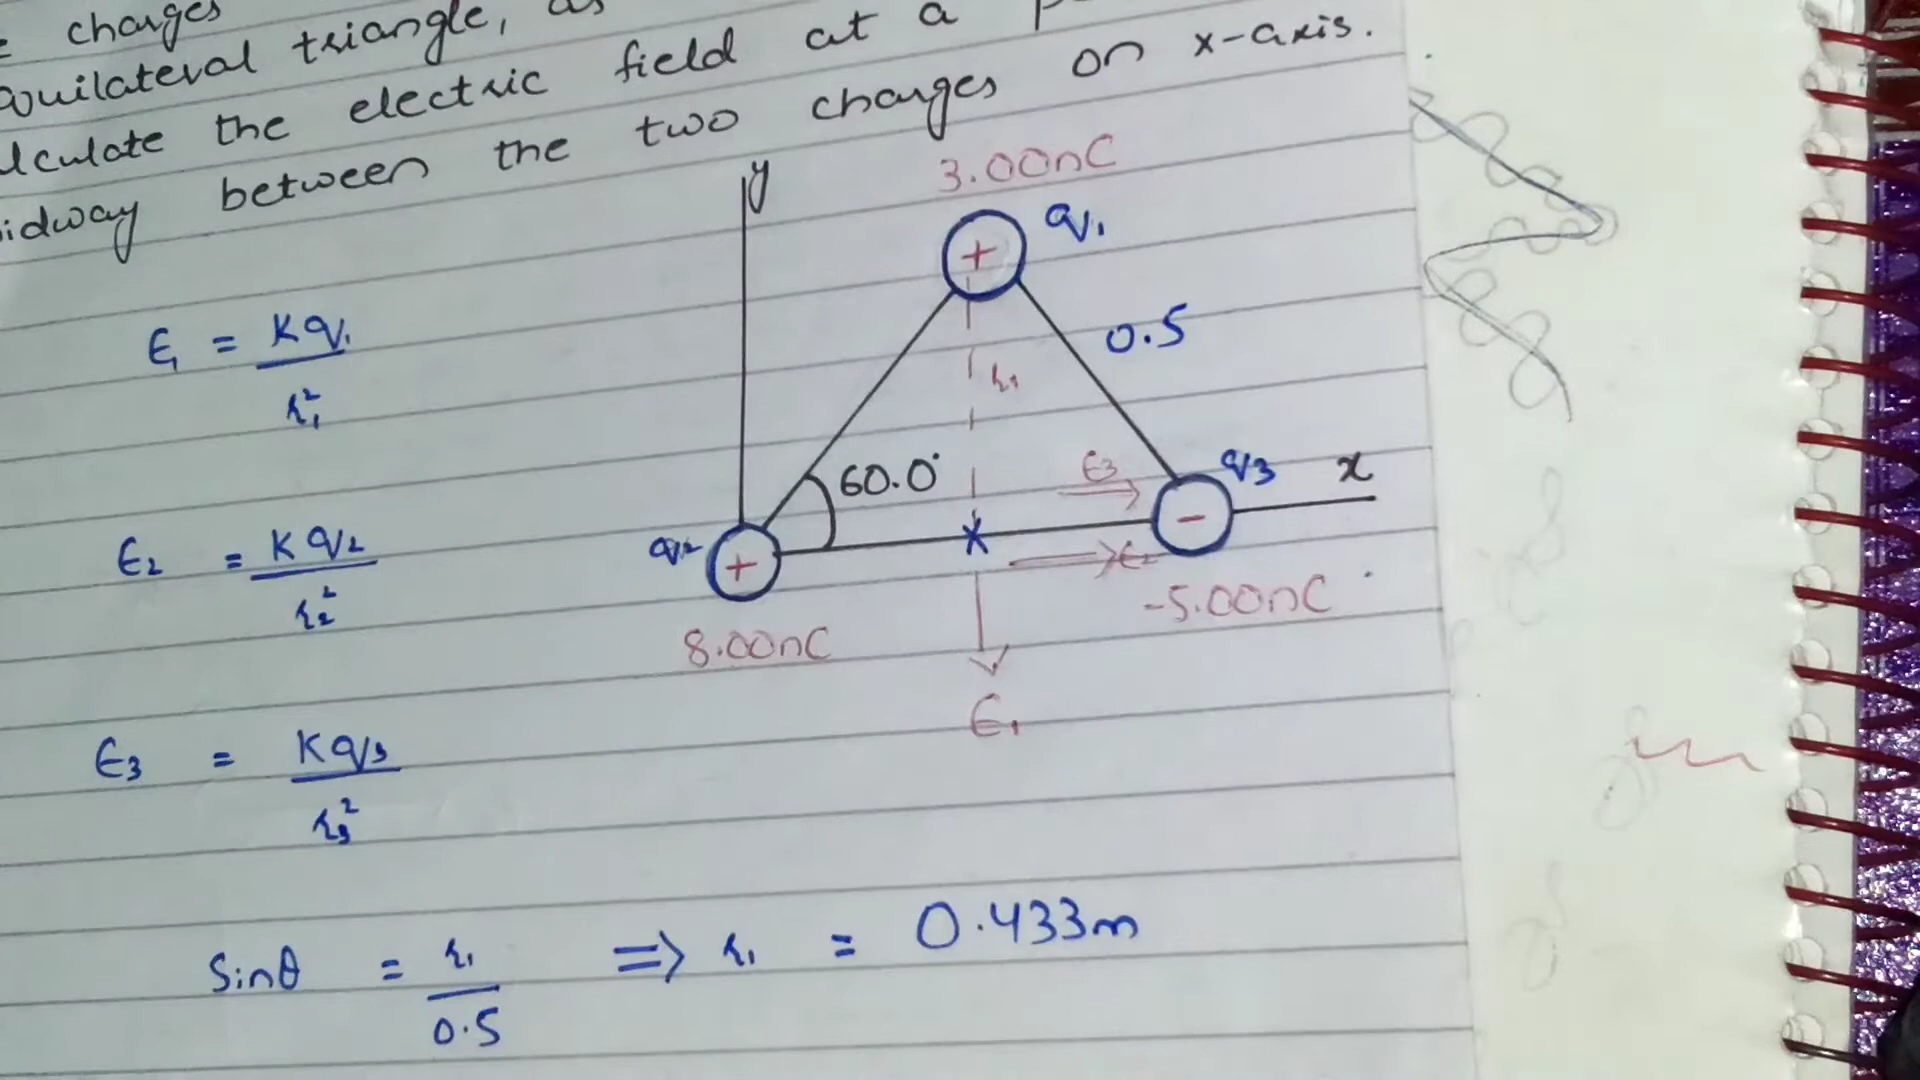 charges
equilateral triangle, as
lculate the electric field at a
idway between the two charges on x-axis.
y
3.00nC
+
q₁
E₁ = Kq₁
r₁²
0.5
r₁
60.0°
E₃
q₃
x
q₂
+
-
E₂
E₂ = Kq₂
r₂²
8.00nC
-5.00nC
E₁
E₃ = Kq₃
r₃²
Sinθ = r₁ => r₁ = 0.433m
0.5